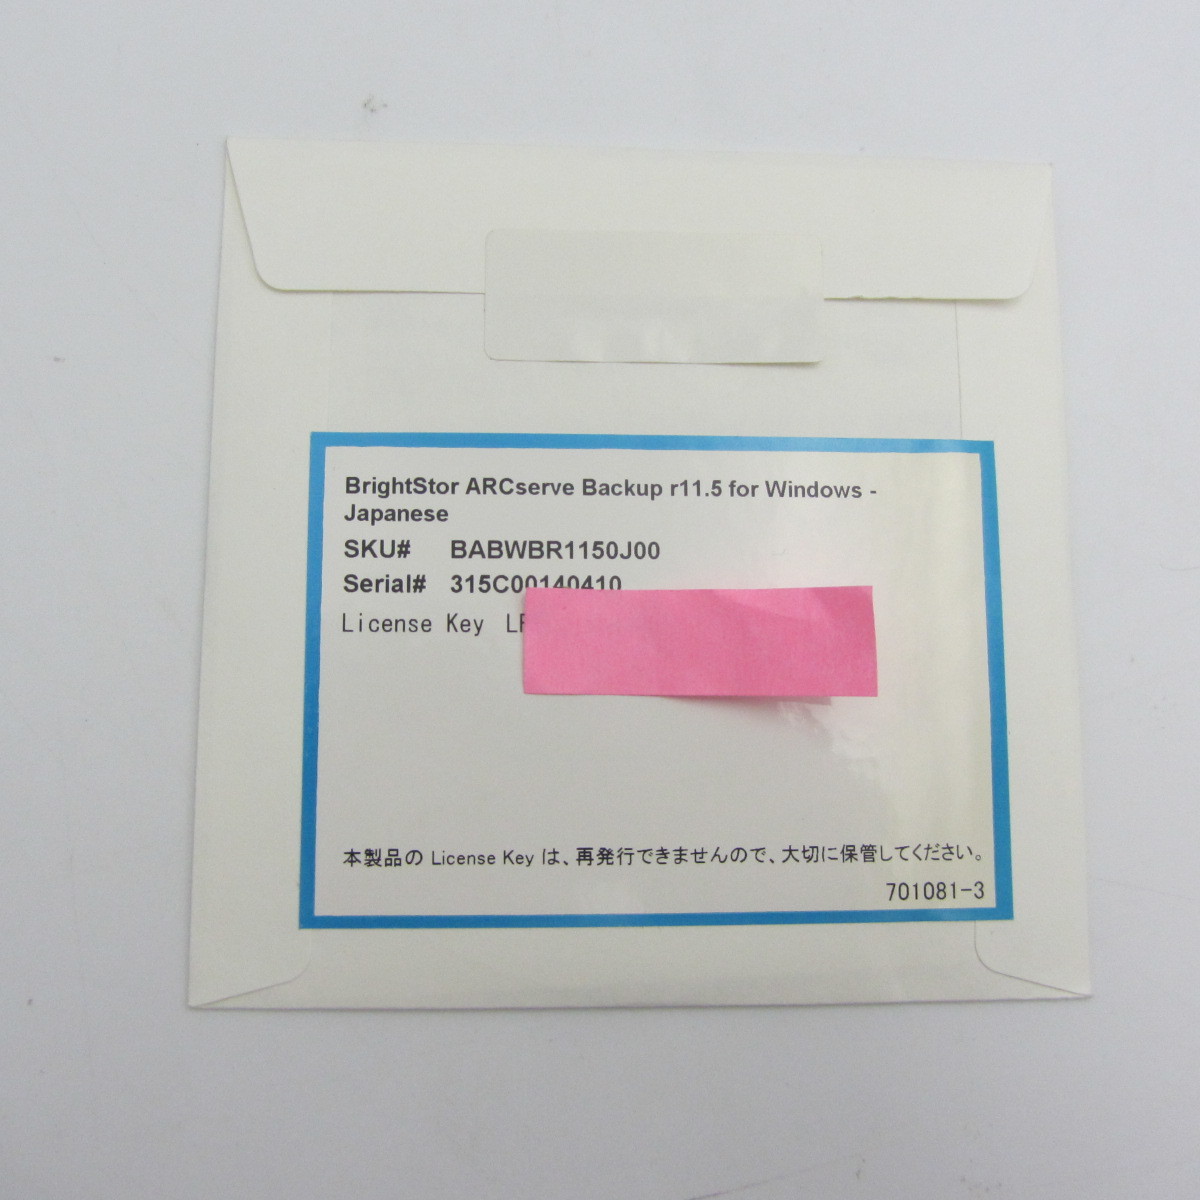 BrightStor ARCserve Backup r11.5 for Windows -
Japanese
SKU# BABWBR1150J00
Serial# 315C00140410
License Key
本製品の License Key は、再発行できませんので、大切に保管してください。
701081-3